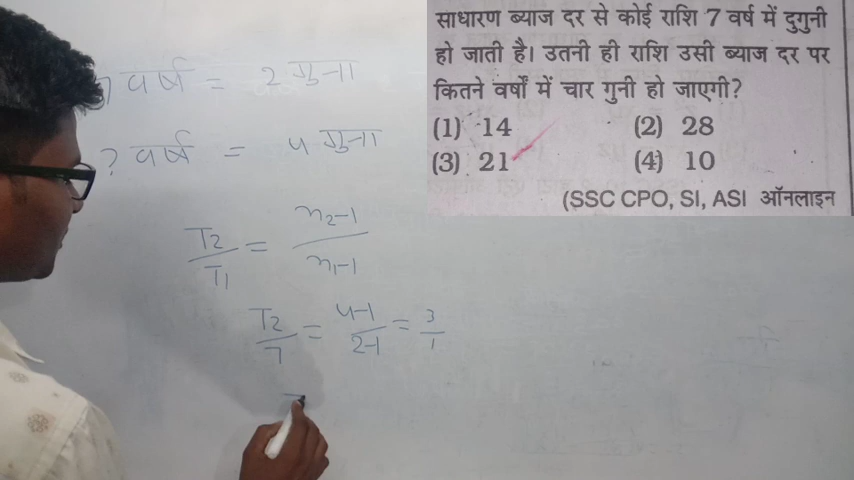 साधारण ब्याज दर से कोई राशि 7 वर्ष में दुगुनी
हो जाती है। उतनी ही राशि उसी ब्याज दर पर
कितने वर्षों में चार गुनी हो जाएगी?
(1) 14 (2) 28
(3) 21 (4) 10
(SSC CPO, SI, ASI ऑनलाइन
7 वर्ष = 2 गुना
? वर्ष = 4 गुना
T2/T1 = n2-1/n1-1
T2/7 = 4-1/2-1 = 3/1